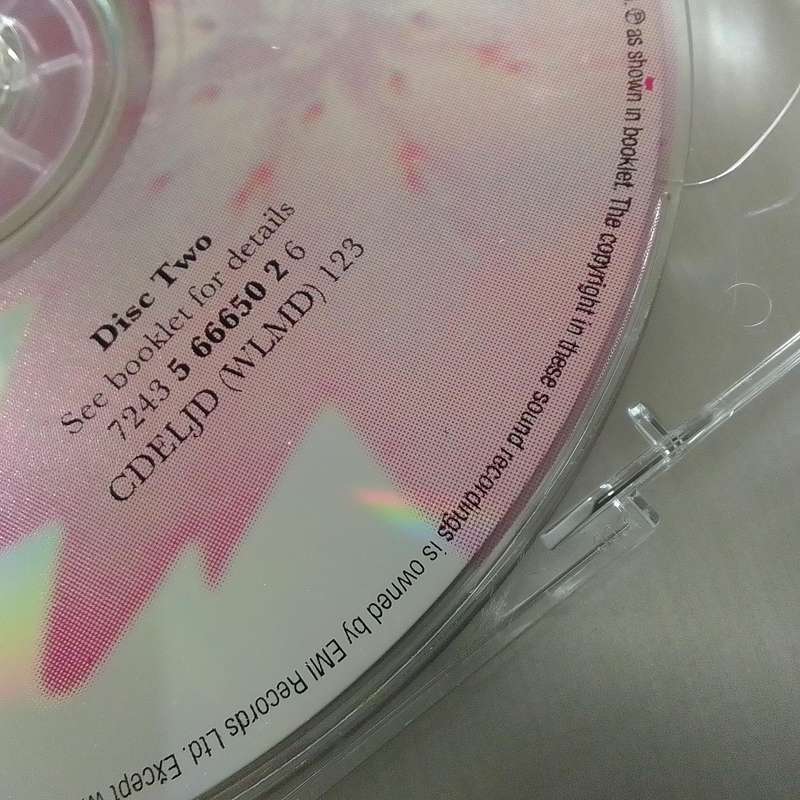 Disc Two
See booklet for details
7243 5 66650 2 6
CDELJD (WLMD) 123
. ℗ as shown in booklet. The copyright in these sound recordings is owned by EMI Records Ltd. Except w